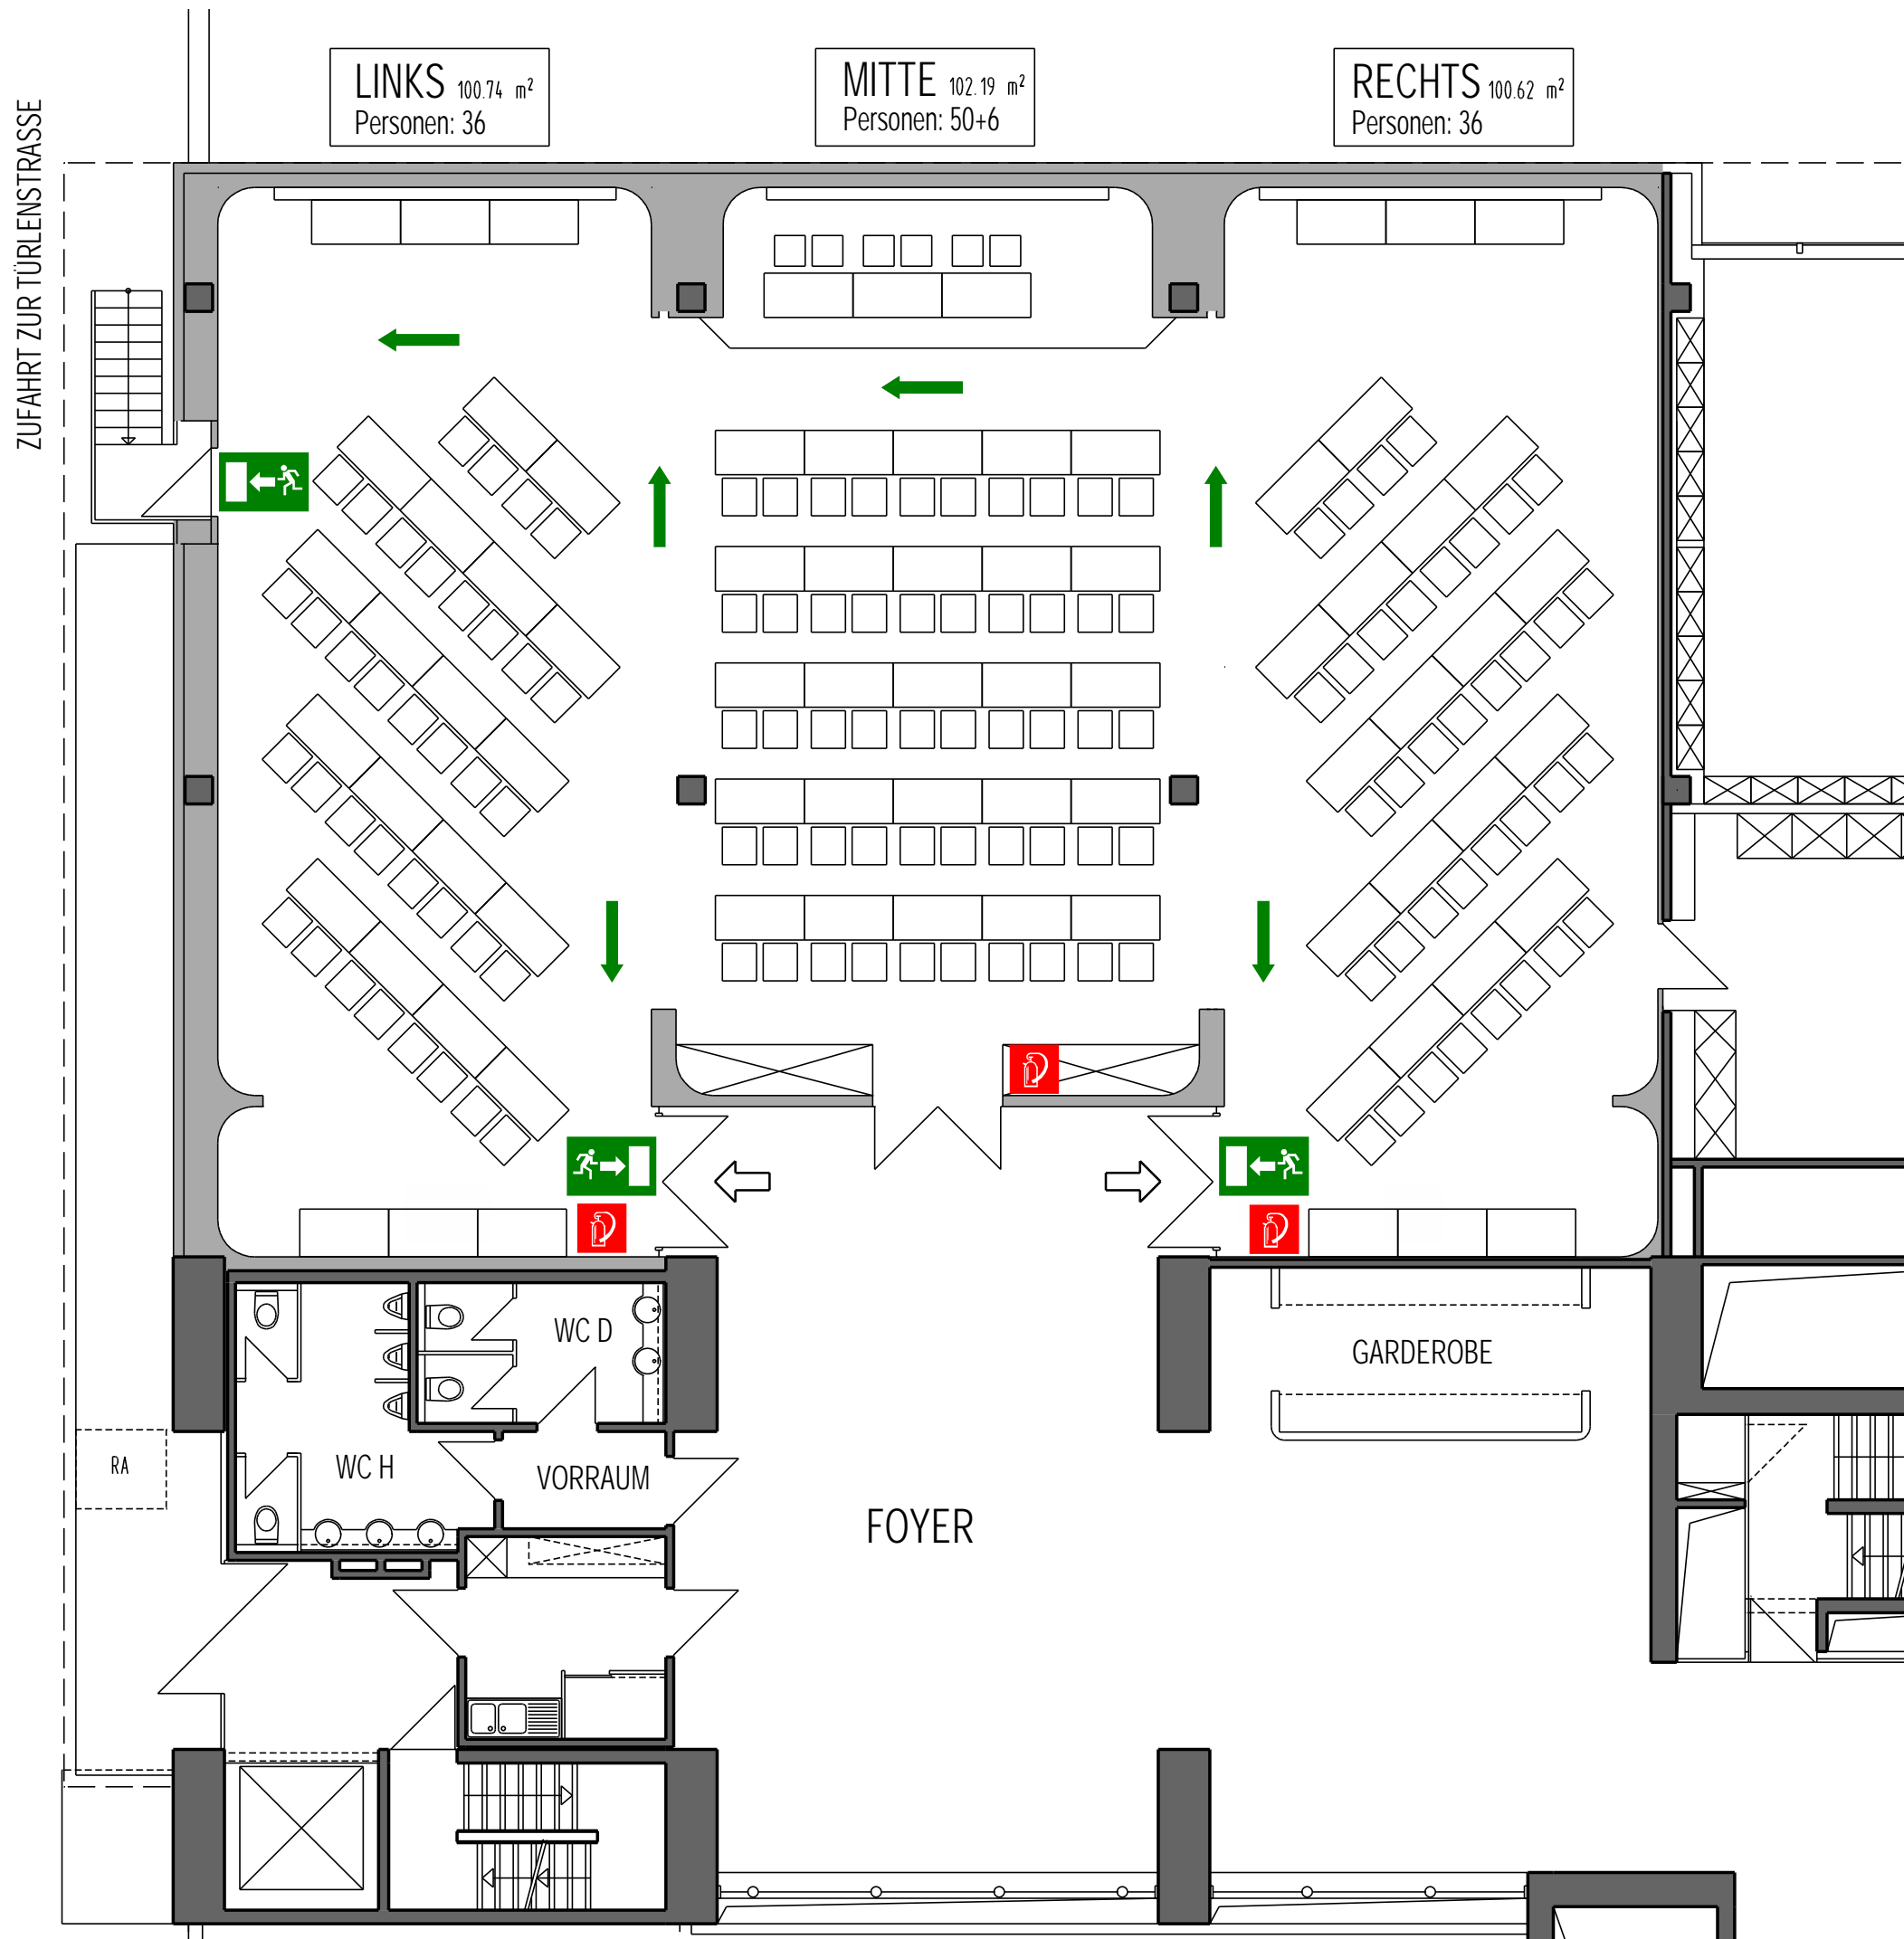 LINKS 100.74 m²
Personen: 36
MITTE 102.19 m²
Personen: 50+6
RECHTS 100.62 m²
Personen: 36
ZUFAHRT ZUR TÜRLENSTRASSE
WC D
GARDEROBE
WC H
VORRAUM
RA
FOYER